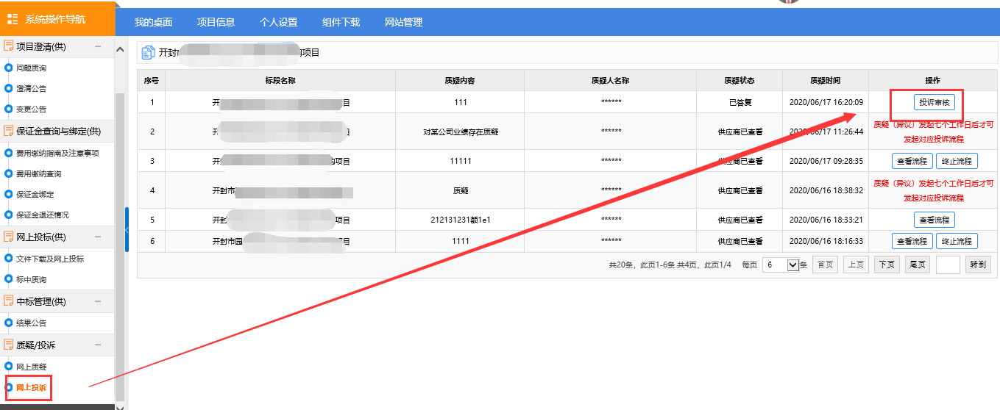 系统操作导航
我的桌面 项目信息 个人设置 组件下载 网站管理
项目澄清(供)
问题质询
澄清公告
变更公告
保证金查询与绑定(供)
费用缴纳指南及注意事项
费用缴纳查询
保证金绑定
保证金退还情况
网上投标(供)
文件下载及网上投标
标中质询
中标管理(供)
结果公告
质疑/投诉
网上质疑
网上投诉
开封市 项目
序号 标段名称 质疑内容 质疑人名称 质疑状态 质疑时间 操作
1 开 目 111 ****** 已答复 2020/06/17 16:20:09 投诉审核
2 对某公司业绩存在质疑 ****** 供应商已查看 2020/06/17 11:26:44 质疑（异议）发起七个工作日后才可
发起对应投诉流程
3 开封 项目 11111 ****** 供应商已查看 2020/06/17 09:28:35 查看流程 终止流程
4 开封市 质疑 ****** 供应商已查看 2020/06/16 18:38:32 质疑（异议）发起七个工作日后才可
发起对应投诉流程
5 开封 项目 212131231额1e1 ****** 供应商已查看 2020/06/16 18:33:21 查看流程
6 开封市园 目 1111 ****** 供应商已查看 2020/06/16 18:16:33 查看流程 终止流程
共20条，此页1-6条 共4页，此页1/4 每页 6 条 首页 上页 下页 尾页 转到